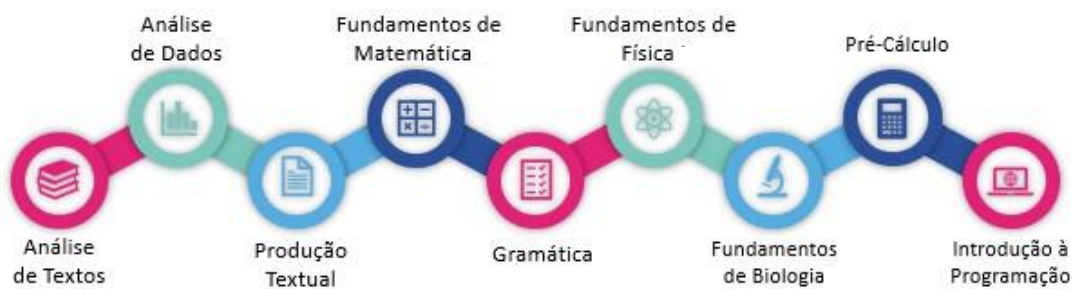 Análise
de Dados
Fundamentos de
Matemática
Fundamentos de
Física
Pré-Cálculo
Análise
de Textos
Produção
Textual
Gramática
Fundamentos
de Biologia
Introdução à
Programação